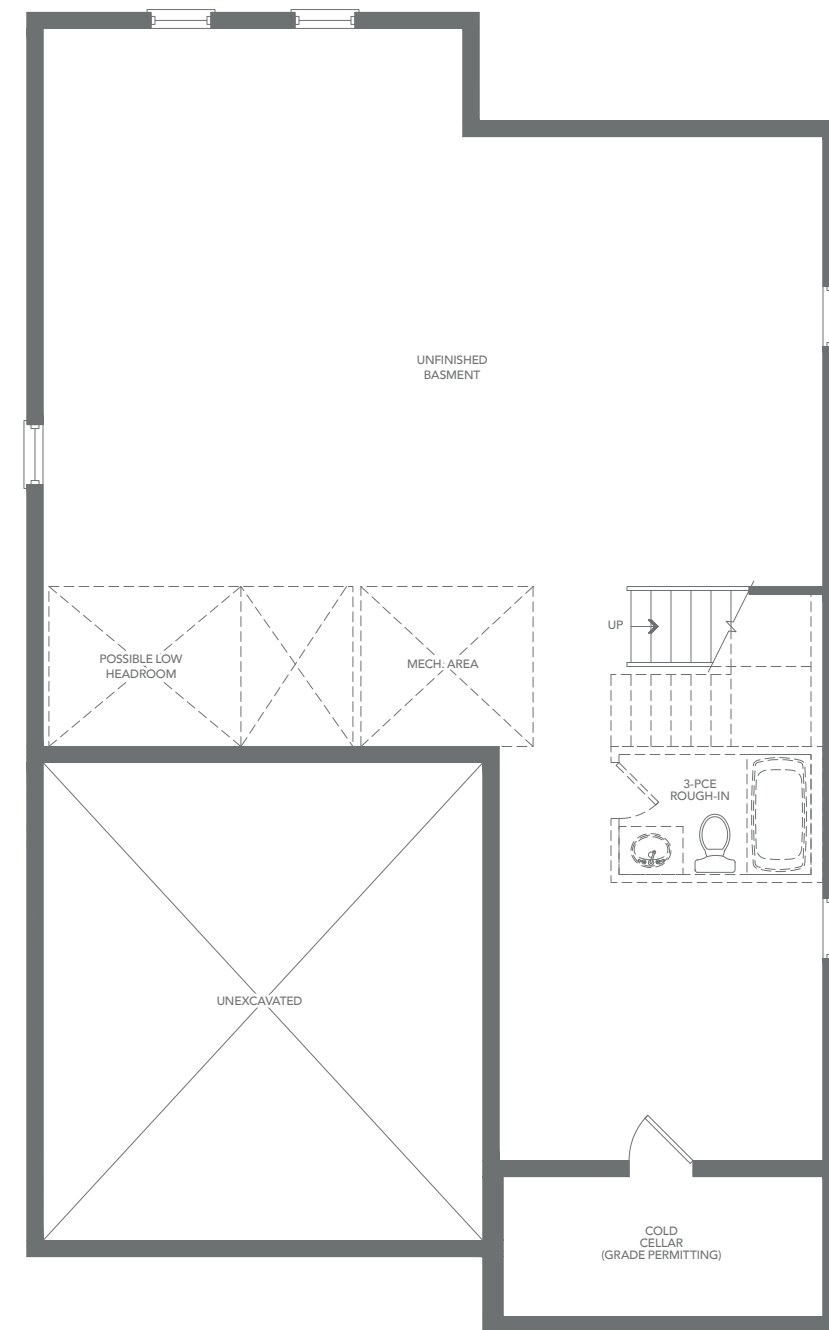 UNFINISHED
BASMENT
UP
POSSIBLE LOW
HEADROOM
MECH. AREA
3-PCE
ROUGH-IN
UNEXCAVATED
COLD
CELLAR
(GRADE PERMITTING)